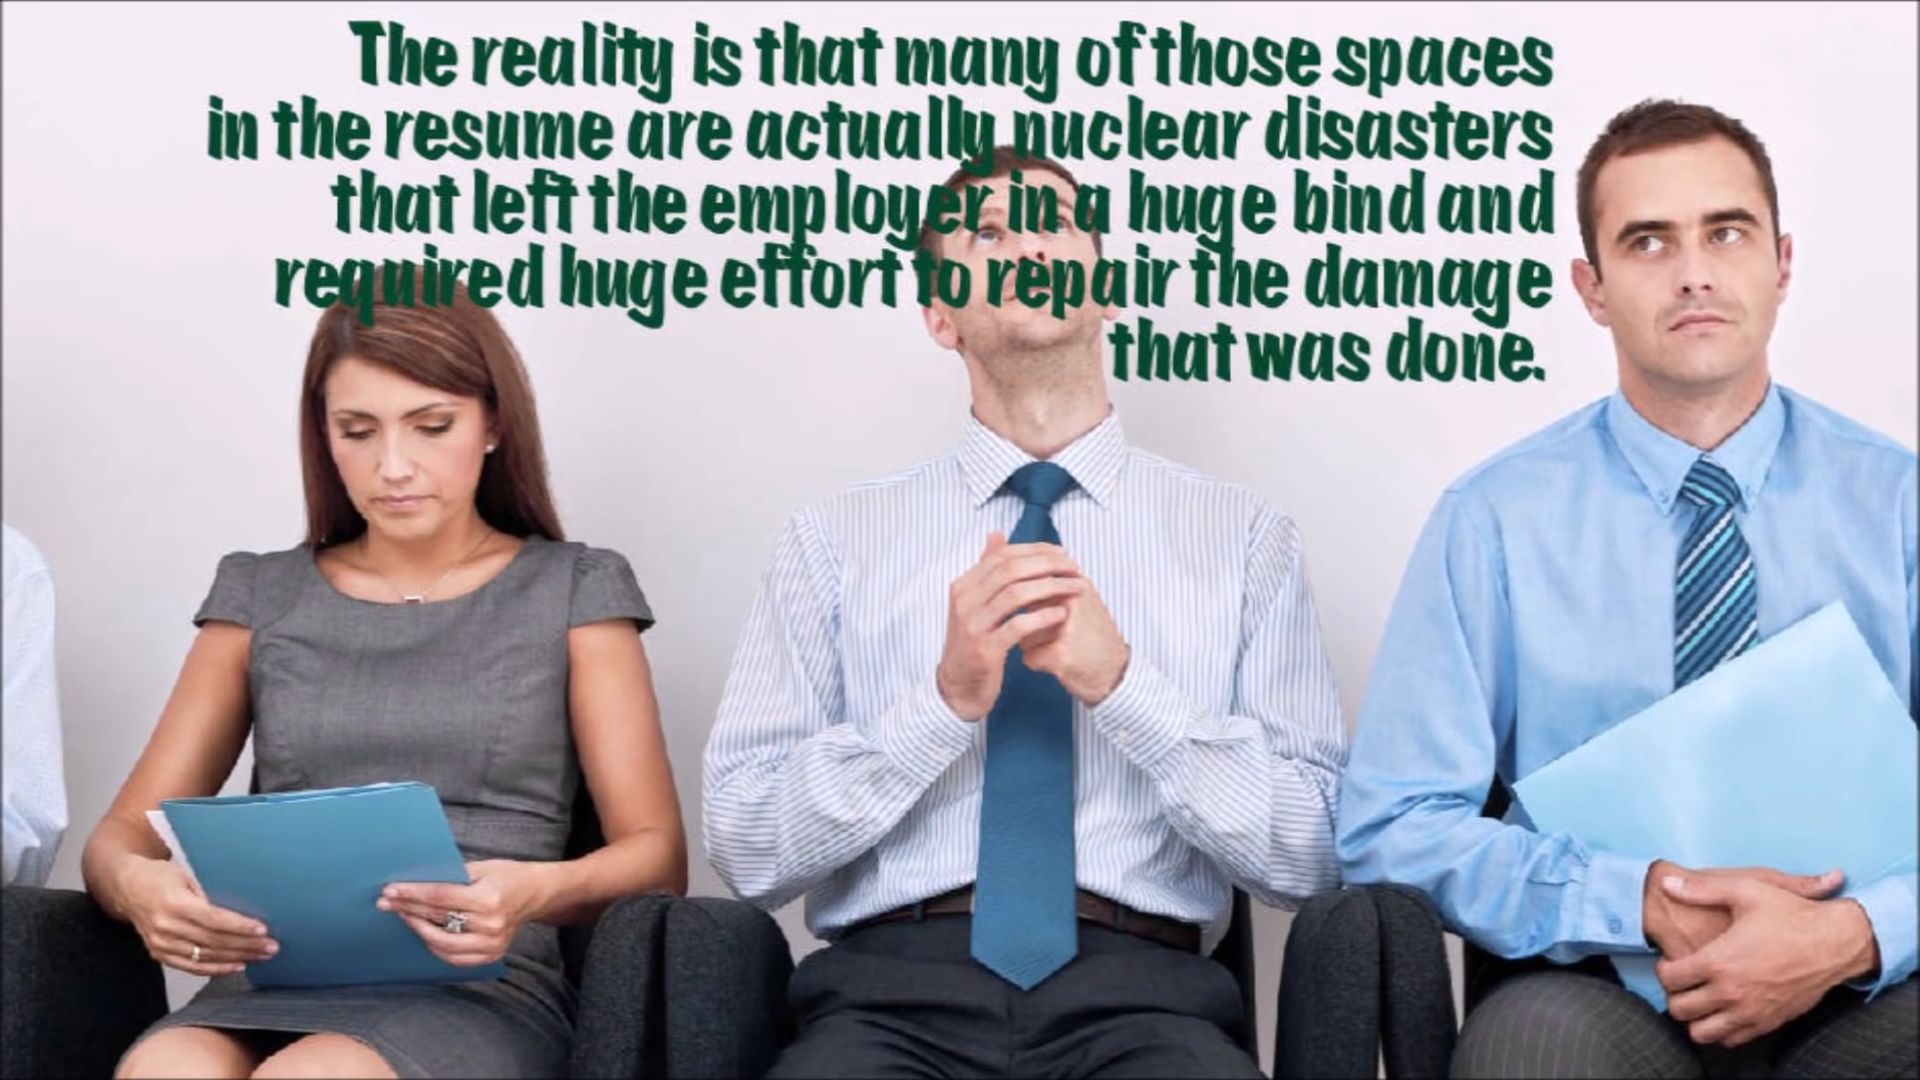 The reality is that many of those spaces
in the resume are actually nuclear disasters
that left the employer in a huge bind and
required huge effort to repair the damage
that was done.